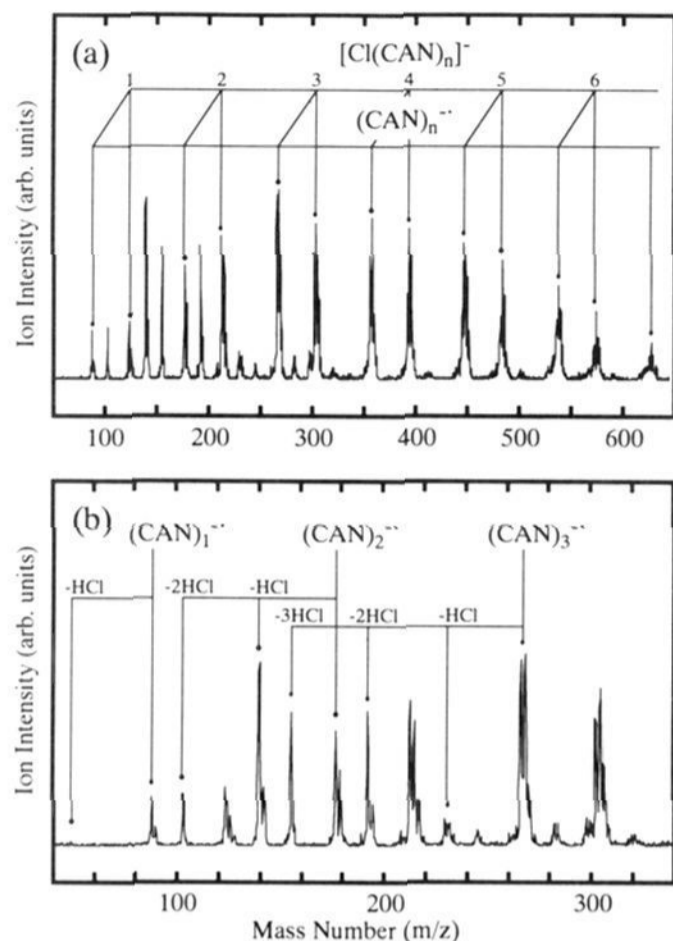 (a)
[Cl(CAN)n]-
1 2 3 4 5 6
(CAN)n-·
Ion Intensity (arb. units)
100 200 300 400 500 600
(b)
(CAN)1-· (CAN)2-· (CAN)3-·
-HCl -2HCl -HCl
-3HCl -2HCl -HCl
Ion Intensity (arb. units)
100 200 300
Mass Number (m/z)